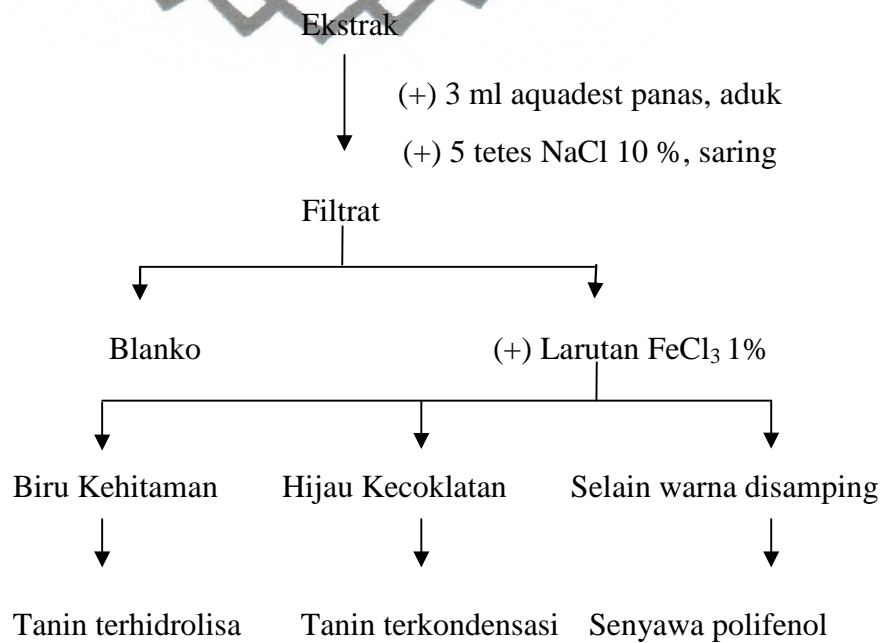 Ekstrak
(+) 3 ml aquadest panas, aduk
(+) 5 tetes NaCl 10 %, saring
Filtrat
Blanko (+) Larutan FeCl₃ 1%
Biru Kehitaman Hijau Kecoklatan Selain warna disamping
Tanin terhidrolisa Tanin terkondensasi Senyawa polifenol